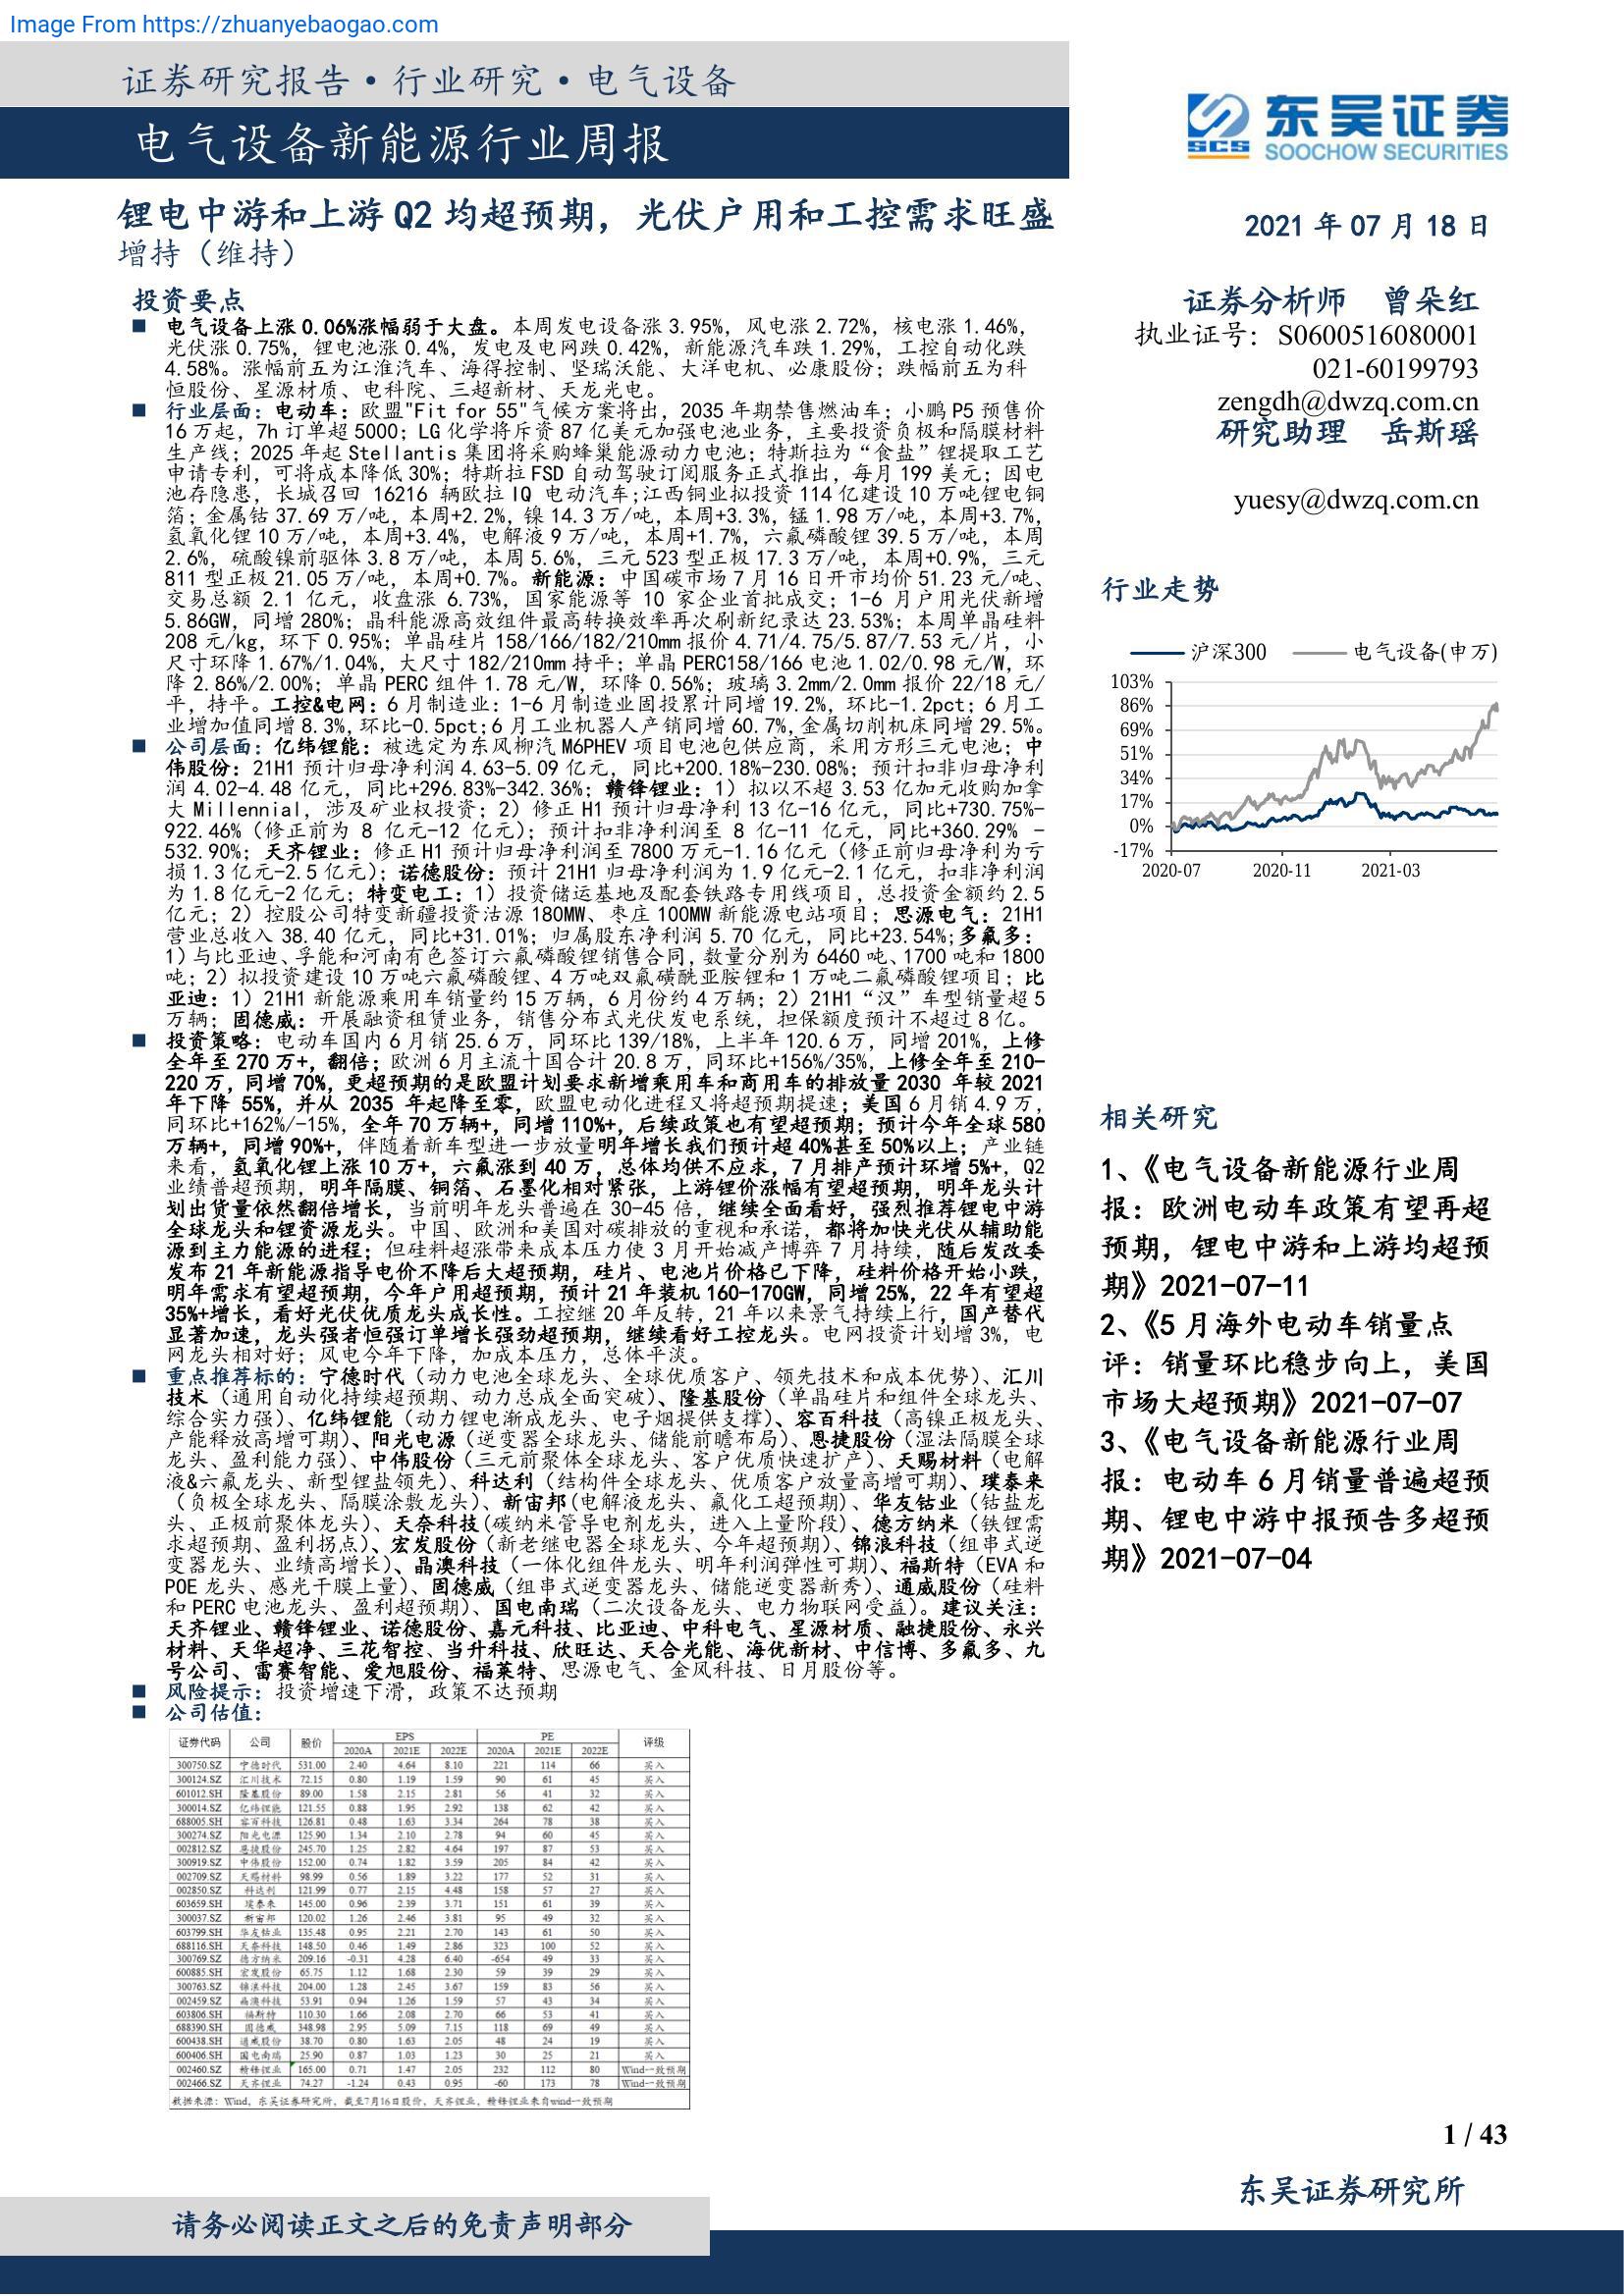 Image From https://zhuanyebaogao.com
证券研究报告·行业研究·电气设备
电气设备新能源行业周报
东吴证券
SCS
SOOCHOW SECURITIES
锂电中游和上游 Q2 均超预期，光伏户用和工控需求旺盛
增持（维持）
投资要点
■ 电气设备上涨 0.06%涨幅弱于大盘。本周发电设备涨 3.95%，风电涨 2.72%，核电涨 1.46%，
光伏涨 0.75%，锂电池涨 0.4%，发电及电网跌 0.42%，新能源汽车跌 1.29%，工控自动化跌
4.58%。涨幅前五为江淮汽车、海得控制、坚瑞沃能、大洋电机、必康股份；跌幅前五为科
恒股份、星源材质、电科院、三超新材、天龙光电。
■ 行业层面：电动车：欧盟"Fit for 55"气候方案将出，2035 年期禁售燃油车；小鹏 P5 预售价
16 万起，7h 订单超 5000；LG 化学将斥资 87 亿美元加强电池业务，主要投资负极和隔膜材料
生产线；2025 年起 Stellantis 集团将采购蜂巢能源动力电池；特斯拉为“食盐”锂提取工艺
申请专利，可将成本降低 30%；特斯拉 FSD 自动驾驶订阅服务正式推出，每月 199 美元；因电
池存隐患，长城召回 16216 辆欧拉 IQ 电动汽车;江西铜业拟投资 114 亿建设 10 万吨锂电铜
箔；金属钴 37.69 万/吨，本周+2.2%，镍 14.3 万/吨，本周+3.3%，锰 1.98 万/吨，本周+3.7%，
氢氧化锂 10 万/吨，本周+3.4%，电解液 9 万/吨，本周+1.7%，六氟磷酸锂 39.5 万/吨，本周
2.6%，硫酸镍前驱体 3.8 万/吨，本周 5.6%，三元 523 型正极 17.3 万/吨，本周+0.9%，三元
811 型正极 21.05 万/吨，本周+0.7%。新能源：中国碳市场 7 月 16 日开市均价 51.23 元/吨、
交易总额 2.1 亿元，收盘涨 6.73%，国家能源等 10 家企业首批成交；1-6 月户用光伏新增
5.86GW，同增 280%；晶科能源高效组件最高转换效率再次刷新纪录达 23.53%；本周单晶硅料
208 元/kg，环下 0.95%；单晶硅片 158/166/182/210mm 报价 4.71/4.75/5.87/7.53 元/片，小
尺寸环降 1.67%/1.04%，大尺寸 182/210mm 持平；单晶 PERC158/166 电池 1.02/0.98 元/W，环
降 2.86%/2.00%；单晶 PERC 组件 1.78 元/W，环降 0.56%；玻璃 3.2mm/2.0mm 报价 22/18 元/
平，持平。工控&电网：6 月制造业：1-6 月制造业固投累计同增 19.2%，环比-1.2pct；6 月工
业增加值同增 8.3%,环比-0.5pct;6 月工业机器人产销同增 60.7%,金属切削机床同增 29.5%。
■ 公司层面：亿纬锂能：被选定为东风柳汽 M6PHEV 项目电池包供应商，采用方形三元电池；中
伟股份：21H1 预计归母净利润 4.63-5.09 亿元，同比+200.18%-230.08%；预计扣非归母净利
润 4.02-4.48 亿元，同比+296.83%-342.36%；赣锋锂业：1）拟以不超 3.53 亿加元收购加拿
大 Millennial，涉及矿业权投资；2）修正 H1 预计归母净利 13 亿-16 亿元，同比+730.75%-
922.46%（修正前为 8 亿元-12 亿元）；预计扣非净利润至 8 亿-11 亿元，同比+360.29% -
532.90%；天齐锂业：修正 H1 预计归母净利润至 7800 万元-1.16 亿元（修正前归母净利为亏
损 1.3 亿元-2.5 亿元）；诺德股份：预计 21H1 归母净利润为 1.9 亿元-2.1 亿元，扣非净利润
为 1.8 亿元-2 亿元；特变电工：1）投资储运基地及配套铁路专用线项目，总投资金额约 2.5
亿元；2）控股公司特变新疆投资沽源 180MW、枣庄 100MW 新能源电站项目；思源电气：21H1
营业总收入 38.40 亿元，同比+31.01%；归属股东净利润 5.70 亿元，同比+23.54%;多氟多：
1)与比亚迪、孚能和河南有色签订六氟磷酸锂销售合同,数量分别为 6460 吨、1700 吨和 1800
吨；2）拟投资建设 10 万吨六氟磷酸锂、4 万吨双氟磺酰亚胺锂和 1 万吨二氟磷酸锂项目；比
亚迪：1）21H1 新能源乘用车销量约 15 万辆，6 月份约 4 万辆；2）21H1“汉”车型销量超 5
万辆；固德威：开展融资租赁业务，销售分布式光伏发电系统，担保额度预计不超过 8 亿。
■ 投资策略：电动车国内 6 月销 25.6 万，同环比 139/18%，上半年 120.6 万，同增 201%，上修
全年至 270 万+，翻倍；欧洲 6 月主流十国合计 20.8 万，同环比+156%/35%，上修全年至 210-
220 万，同增 70%，更超预期的是欧盟计划要求新增乘用车和商用车的排放量 2030 年较 2021
年下降 55%，并从 2035 年起降至零，欧盟电动化进程又将超预期提速；美国 6 月销 4.9 万，
同环比+162%/-15%，全年 70 万辆+，同增 110%+，后续政策也有望超预期；预计今年全球 580
万辆+，同增 90%+，伴随着新车型进一步放量明年增长我们预计超 40%甚至 50%以上；产业链
来看，氢氧化锂上涨 10 万+，六氟涨到 40 万，总体均供不应求，7 月排产预计环增 5%+，Q2
业绩普超预期，明年隔膜、铜箔、石墨化相对紧张，上游锂价涨幅有望超预期，明年龙头计
划出货量依然翻倍增长，当前明年龙头普遍在 30-45 倍，继续全面看好，强烈推荐锂电中游
全球龙头和锂资源龙头。中国、欧洲和美国对碳排放的重视和承诺，都将加快光伏从辅助能
源到主力能源的进程；但硅料超涨带来成本压力使 3 月开始减产博弈 7 月持续，随后发改委
发布 21 年新能源指导电价不降后大超预期，硅片、电池片价格已下降，硅料价格开始小跌，
明年需求有望超预期，今年户用超预期，预计 21 年装机 160-170GW，同增 25%，22 年有望超
35%+增长，看好光伏优质龙头成长性。工控继 20 年反转，21 年以来景气持续上行，国产替代
显著加速，龙头强者恒强订单增长强劲超预期，继续看好工控龙头。电网投资计划增 3%，电
网龙头相对好；风电今年下降，加成本压力，总体平淡。
■ 重点推荐标的：宁德时代（动力电池全球龙头、全球优质客户、领先技术和成本优势）、汇川
技术（通用自动化持续超预期、动力总成全面突破）、隆基股份（单晶硅片和组件全球龙头、
综合实力强）、亿纬锂能（动力锂电渐成龙头、电子烟提供支撑）、容百科技（高镍正极龙头、
产能释放高增可期）、阳光电源（逆变器全球龙头、储能前瞻布局）、恩捷股份（湿法隔膜全球
龙头、盈利能力强）、中伟股份（三元前聚体全球龙头、客户优质快速扩产）、天赐材料（电解
液&六氟龙头、新型锂盐领先）、科达利（结构件全球龙头、优质客户放量高增可期）、璞泰来
（负极全球龙头、隔膜涂敷龙头）、新宙邦(电解液龙头、氟化工超预期）、华友钴业（钴盐龙
头、正极前聚体龙头）、天奈科技(碳纳米管导电剂龙头，进入上量阶段)、德方纳米（铁锂需
求超预期、盈利拐点）、宏发股份（新老继电器全球龙头、今年超预期）、锦浪科技（组串式逆
变器龙头、业绩高增长）、晶澳科技（一体化组件龙头、明年利润弹性可期）、福斯特（EVA 和
POE 龙头、感光干膜上量）、固德威（组串式逆变器龙头、储能逆变器新秀）、通威股份（硅料
和 PERC 电池龙头、盈利超预期）、国电南瑞（二次设备龙头、电力物联网受益）。建议关注：
天齐锂业、赣锋锂业、诺德股份、嘉元科技、比亚迪、中科电气、星源材质、融捷股份、永兴
材料、天华超净、三花智控、当升科技、欣旺达、天合光能、海优新材、中信博、多氟多、九
号公司、雷赛智能、爱旭股份、福莱特、思源电气、金风科技、日月股份等。
■ 风险提示：投资增速下滑，政策不达预期
■ 公司估值：
证券代码 公司 股价 EPS PE 评级
2020A 2021E 2022E 2020A 2021E 2022E
300750.SZ 宁德时代 531.00 2.40 4.64 8.10 221 114 66 买入
300124.SZ 汇川技术 72.15 0.80 1.19 1.59 90 61 45 买入
601012.SH 隆基股份 89.00 1.58 2.15 2.81 56 41 32 买入
300014.SZ 亿纬锂能 121.55 0.88 1.95 2.92 138 62 42 买入
688005.SH 容百科技 126.81 0.48 1.63 3.34 264 78 38 买入
300274.SZ 阳光电源 125.90 1.34 2.10 2.78 94 60 45 买入
002812.SZ 恩捷股份 245.70 1.25 2.82 4.64 197 87 53 买入
300919.SZ 中伟股份 152.00 0.74 1.82 3.59 205 84 42 买入
002709.SZ 天赐材料 98.99 0.56 1.89 3.22 177 52 31 买入
002850.SZ 科达利 121.99 0.77 2.15 4.48 158 57 27 买入
603659.SH 璞泰来 145.00 0.96 2.39 3.71 151 61 39 买入
300037.SZ 新宙邦 120.02 1.26 2.46 3.81 95 49 32 买入
603799.SH 华友钴业 135.48 0.95 2.21 2.70 143 61 50 买入
688116.SH 天奈科技 148.50 0.46 1.49 2.86 323 100 52 买入
300769.SZ 德方纳米 209.16 -0.31 4.28 6.40 -654 49 33 买入
600885.SH 宏发股份 65.75 1.12 1.68 2.30 59 39 29 买入
300763.SZ 锦浪科技 204.00 1.28 2.45 3.67 159 83 56 买入
002459.SZ 晶澳科技 53.91 0.94 1.26 1.59 57 43 34 买入
603806.SH 福斯特 110.30 1.66 2.08 2.70 66 53 41 买入
688390.SH 固德威 348.98 2.95 5.09 7.15 118 69 49 买入
600438.SH 通威股份 38.70 0.80 1.63 2.05 48 24 19 买入
600406.SH 国电南瑞 25.90 0.87 1.03 1.23 30 25 21 买入
002460.SZ 赣锋锂业 165.00 0.71 1.47 2.05 232 112 80 Wind一致预期
002466.SZ 天齐锂业 74.27 -1.24 0.43 0.95 -60 173 78 Wind一致预期
数据来源：Wind，东吴证券研究所，截至7月16日股价，天齐锂业，赣锋锂业来自wind一致预期
2021 年 07 月 18 日
证券分析师 曾朵红
执业证号：S0600516080001
021-60199793
zengdh@dwzq.com.cn
研究助理 岳斯瑶
yuesy@dwzq.com.cn
行业走势
沪深300 电气设备(申万)
103%
86%
69%
51%
34%
17%
0%
-17%
2020-07 2020-11 2021-03
相关研究
1、《电气设备新能源行业周
报：欧洲电动车政策有望再超
预期，锂电中游和上游均超预
期》2021-07-11
2、《5 月海外电动车销量点
评：销量环比稳步向上，美国
市场大超预期》2021-07-07
3、《电气设备新能源行业周
报：电动车 6 月销量普遍超预
期、锂电中游中报预告多超预
期》2021-07-04
1 / 43
东吴证券研究所
请务必阅读正文之后的免责声明部分